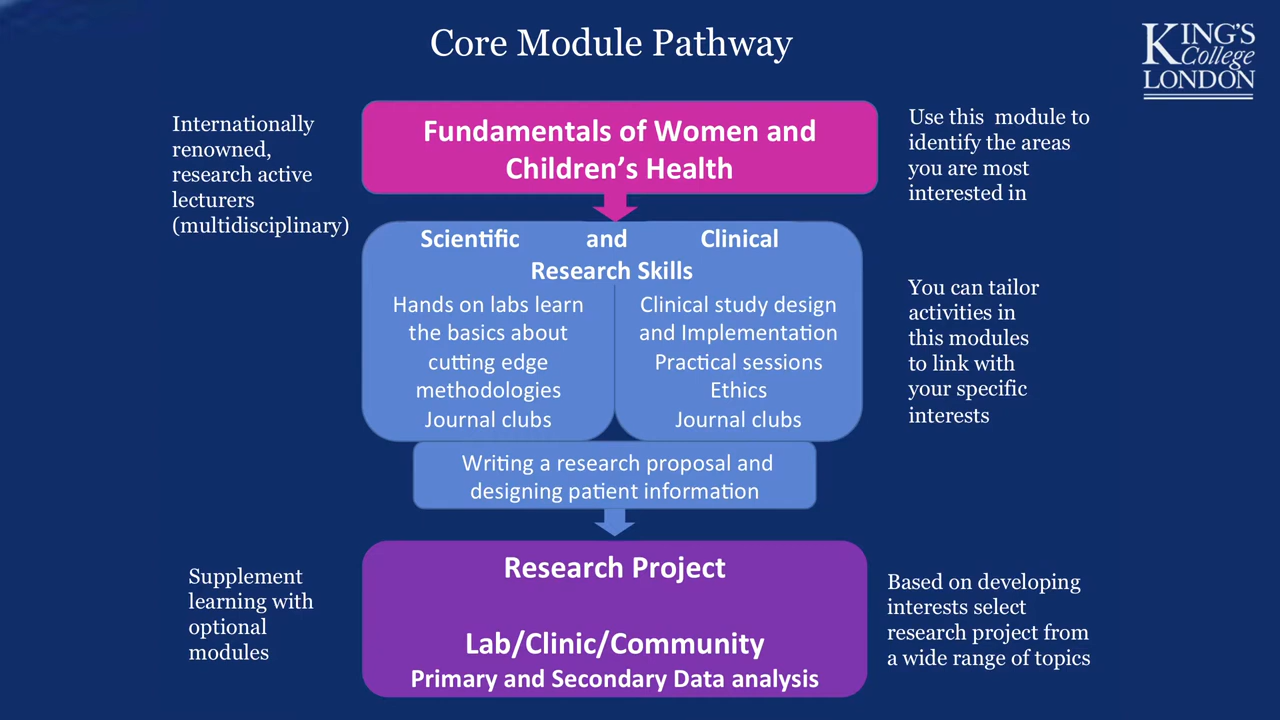 Core Module Pathway
KING'S
College
LONDON
Internationally
renowned,
research active
lecturers
(multidisciplinary)
Fundamentals of Women and
Children’s Health
Use this module to
identify the areas
you are most
interested in
Scientific and Clinical
Research Skills
Hands on labs learn
the basics about
cutting edge
methodologies
Journal clubs
Clinical study design
and Implementation
Practical sessions
Ethics
Journal clubs
You can tailor
activities in
this modules
to link with
your specific
interests
Writing a research proposal and
designing patient information
Supplement
learning with
optional
modules
Research Project
Lab/Clinic/Community
Primary and Secondary Data analysis
Based on developing
interests select
research project from
a wide range of topics